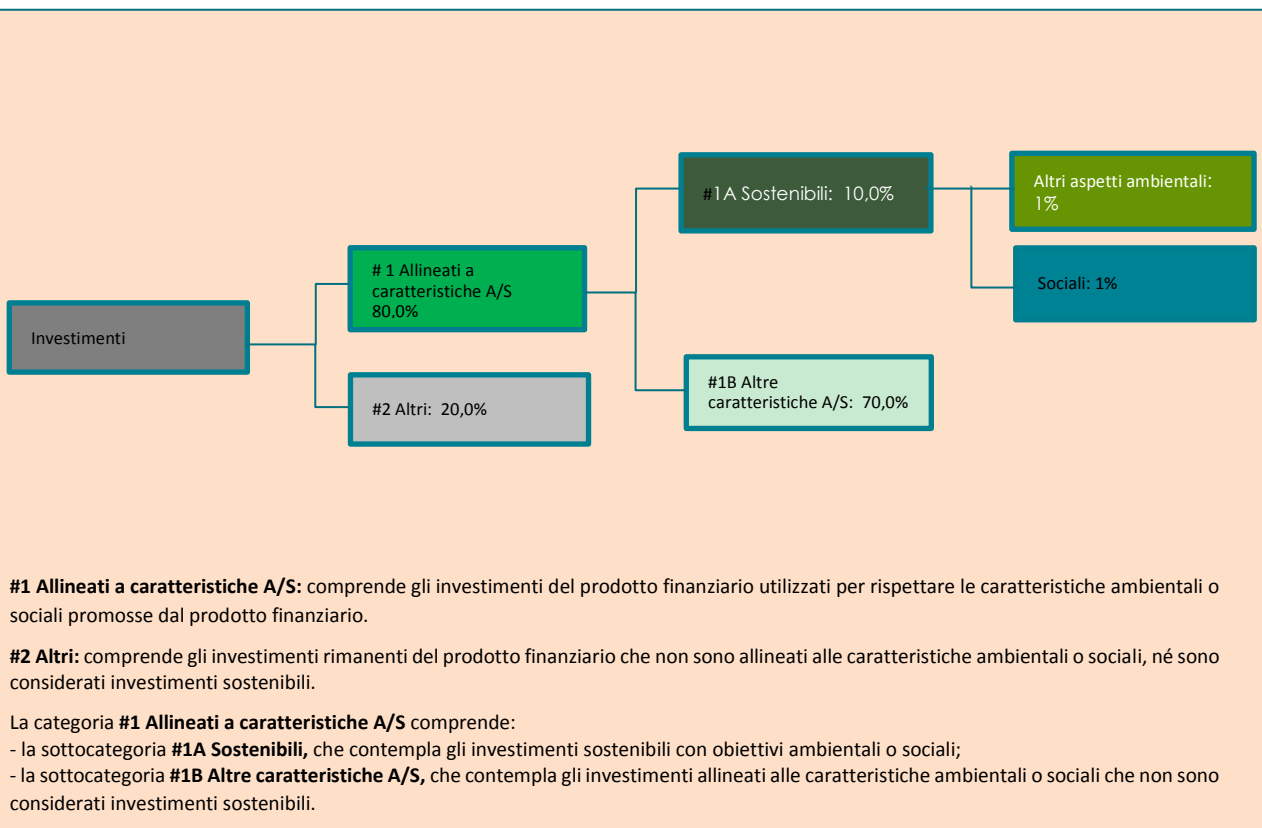 #1A Sostenibili: 10,0%
Altri aspetti ambientali:
1%
# 1 Allineati a
caratteristiche A/S
80,0%
Sociali: 1%
Investimenti
#2 Altri: 20,0%
#1B Altre
caratteristiche A/S: 70,0%
#1 Allineati a caratteristiche A/S: comprende gli investimenti del prodotto finanziario utilizzati per rispettare le caratteristiche ambientali o
sociali promosse dal prodotto finanziario.
#2 Altri: comprende gli investimenti rimanenti del prodotto finanziario che non sono allineati alle caratteristiche ambientali o sociali, né sono
considerati investimenti sostenibili.
La categoria #1 Allineati a caratteristiche A/S comprende:
- la sottocategoria #1A Sostenibili, che contempla gli investimenti sostenibili con obiettivi ambientali o sociali;
- la sottocategoria #1B Altre caratteristiche A/S, che contempla gli investimenti allineati alle caratteristiche ambientali o sociali che non sono
considerati investimenti sostenibili.